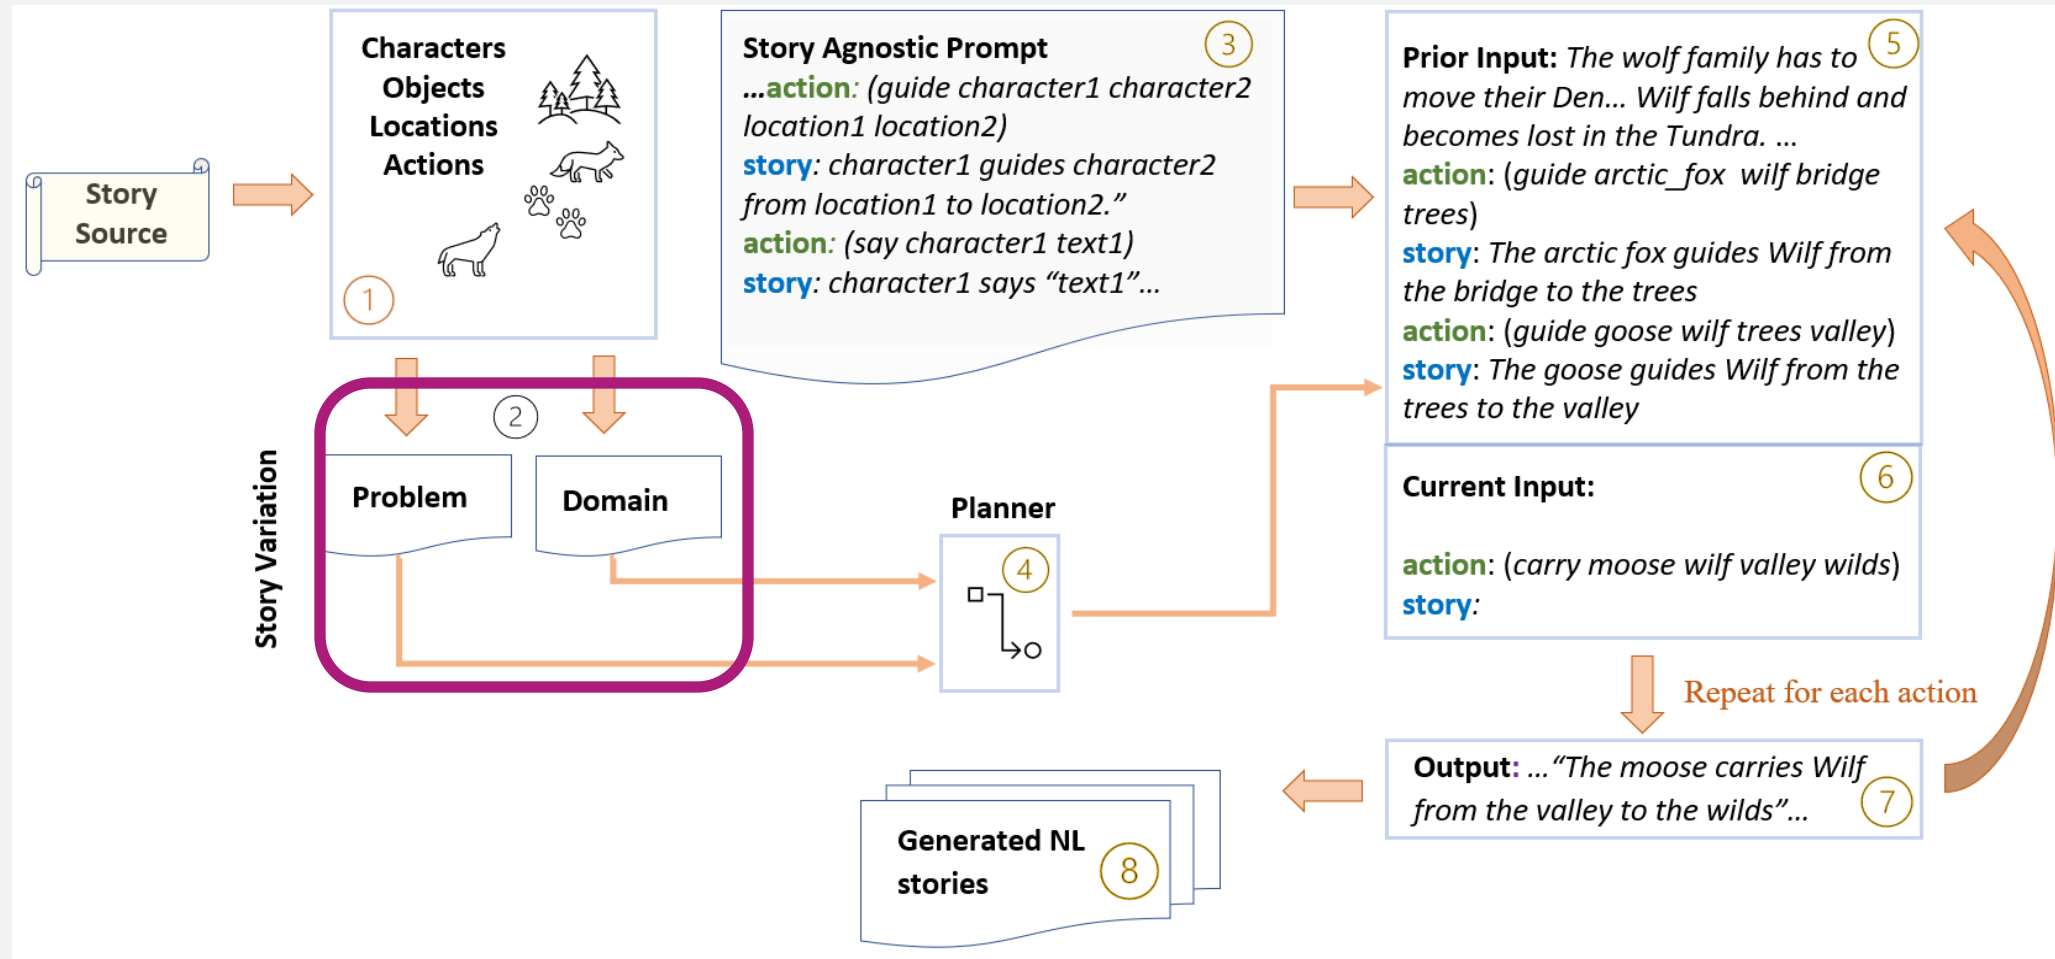 Story
Source
Characters
Objects
Locations
Actions
1
Story Agnostic Prompt
3
...action: (guide character1 character2
location1 location2)
story: character1 guides character2
from location1 to location2.”
action: (say character1 text1)
story: character1 says “text1”...
5
Prior Input: The wolf family has to
move their Den... Wilf falls behind and
becomes lost in the Tundra. ...
action: (guide arctic_fox wilf bridge
trees)
story: The arctic fox guides Wilf from
the bridge to the trees
action: (guide goose wilf trees valley)
story: The goose guides Wilf from the
trees to the valley
2
Story Variation
Problem
Domain
Planner
4
6
Current Input:
action: (carry moose wilf valley wilds)
story:
Repeat for each action
Output: ...“The moose carries Wilf
from the valley to the wilds”...
7
Generated NL
stories
8